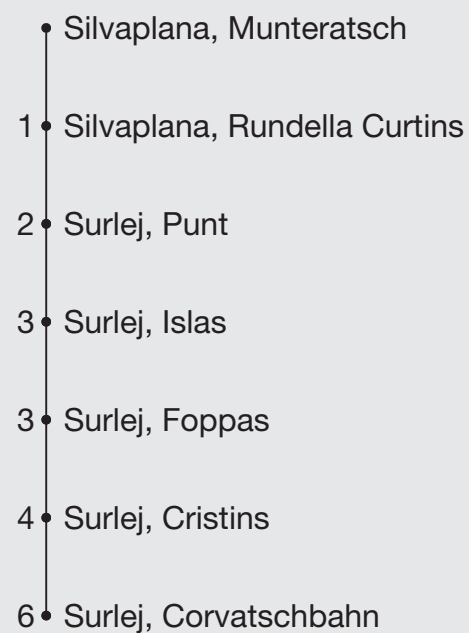 Silvaplana, Munteratsch
1 Silvaplana, Rundella Curtins
2 Surlej, Punt
3 Surlej, Islas
3 Surlej, Foppas
4 Surlej, Cristins
6 Surlej, Corvatschbahn